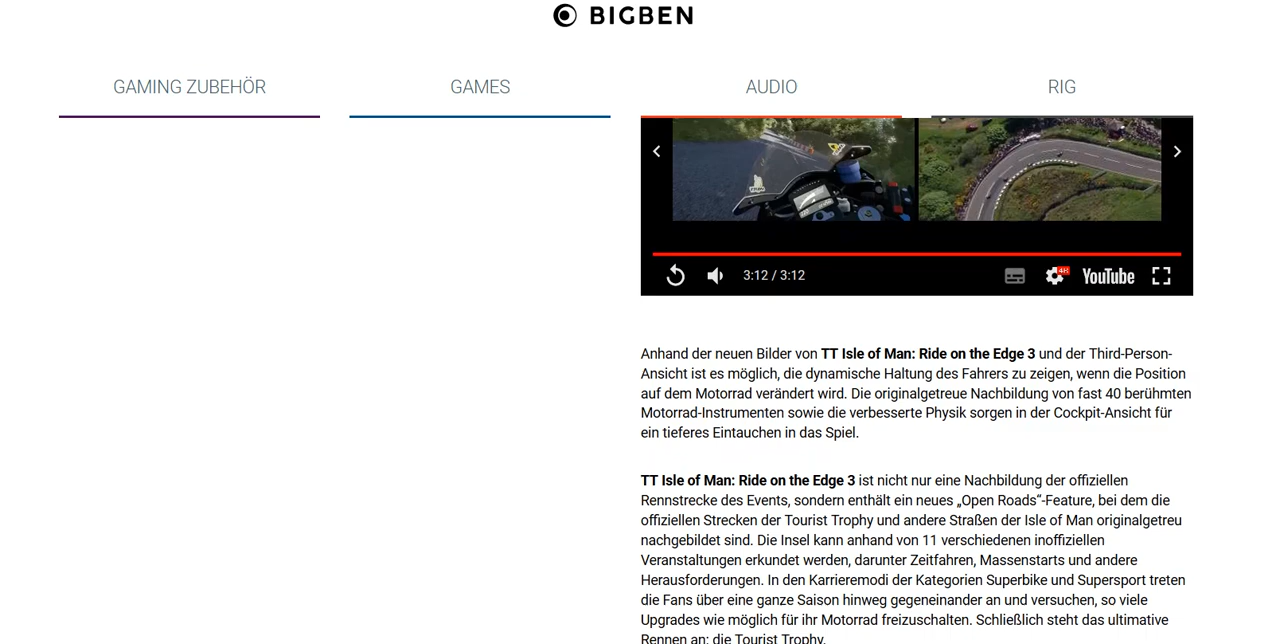 BIGBEN
GAMING ZUBEHÖR
GAMES
AUDIO
RIG
3:12 / 3:12
YouTube
Anhand der neuen Bilder von TT Isle of Man: Ride on the Edge 3 und der Third-Person-
Ansicht ist es möglich, die dynamische Haltung des Fahrers zu zeigen, wenn die Position
auf dem Motorrad verändert wird. Die originalgetreue Nachbildung von fast 40 berühmten
Motorrad-Instrumenten sowie die verbesserte Physik sorgen in der Cockpit-Ansicht für
ein tieferes Eintauchen in das Spiel.
TT Isle of Man: Ride on the Edge 3 ist nicht nur eine Nachbildung der offiziellen
Rennstrecke des Events, sondern enthält ein neues „Open Roads“-Feature, bei dem die
offiziellen Strecken der Tourist Trophy und andere Straßen der Isle of Man originalgetreu
nachgebildet sind. Die Insel kann anhand von 11 verschiedenen inoffiziellen
Veranstaltungen erkundet werden, darunter Zeitfahren, Massenstarts und andere
Herausforderungen. In den Karrieremodi der Kategorien Superbike und Supersport treten
die Fans über eine ganze Saison hinweg gegeneinander an und versuchen, so viele
Upgrades wie möglich für ihr Motorrad freizuschalten. Schließlich steht das ultimative
Rennen an: die Tourist Trophy.